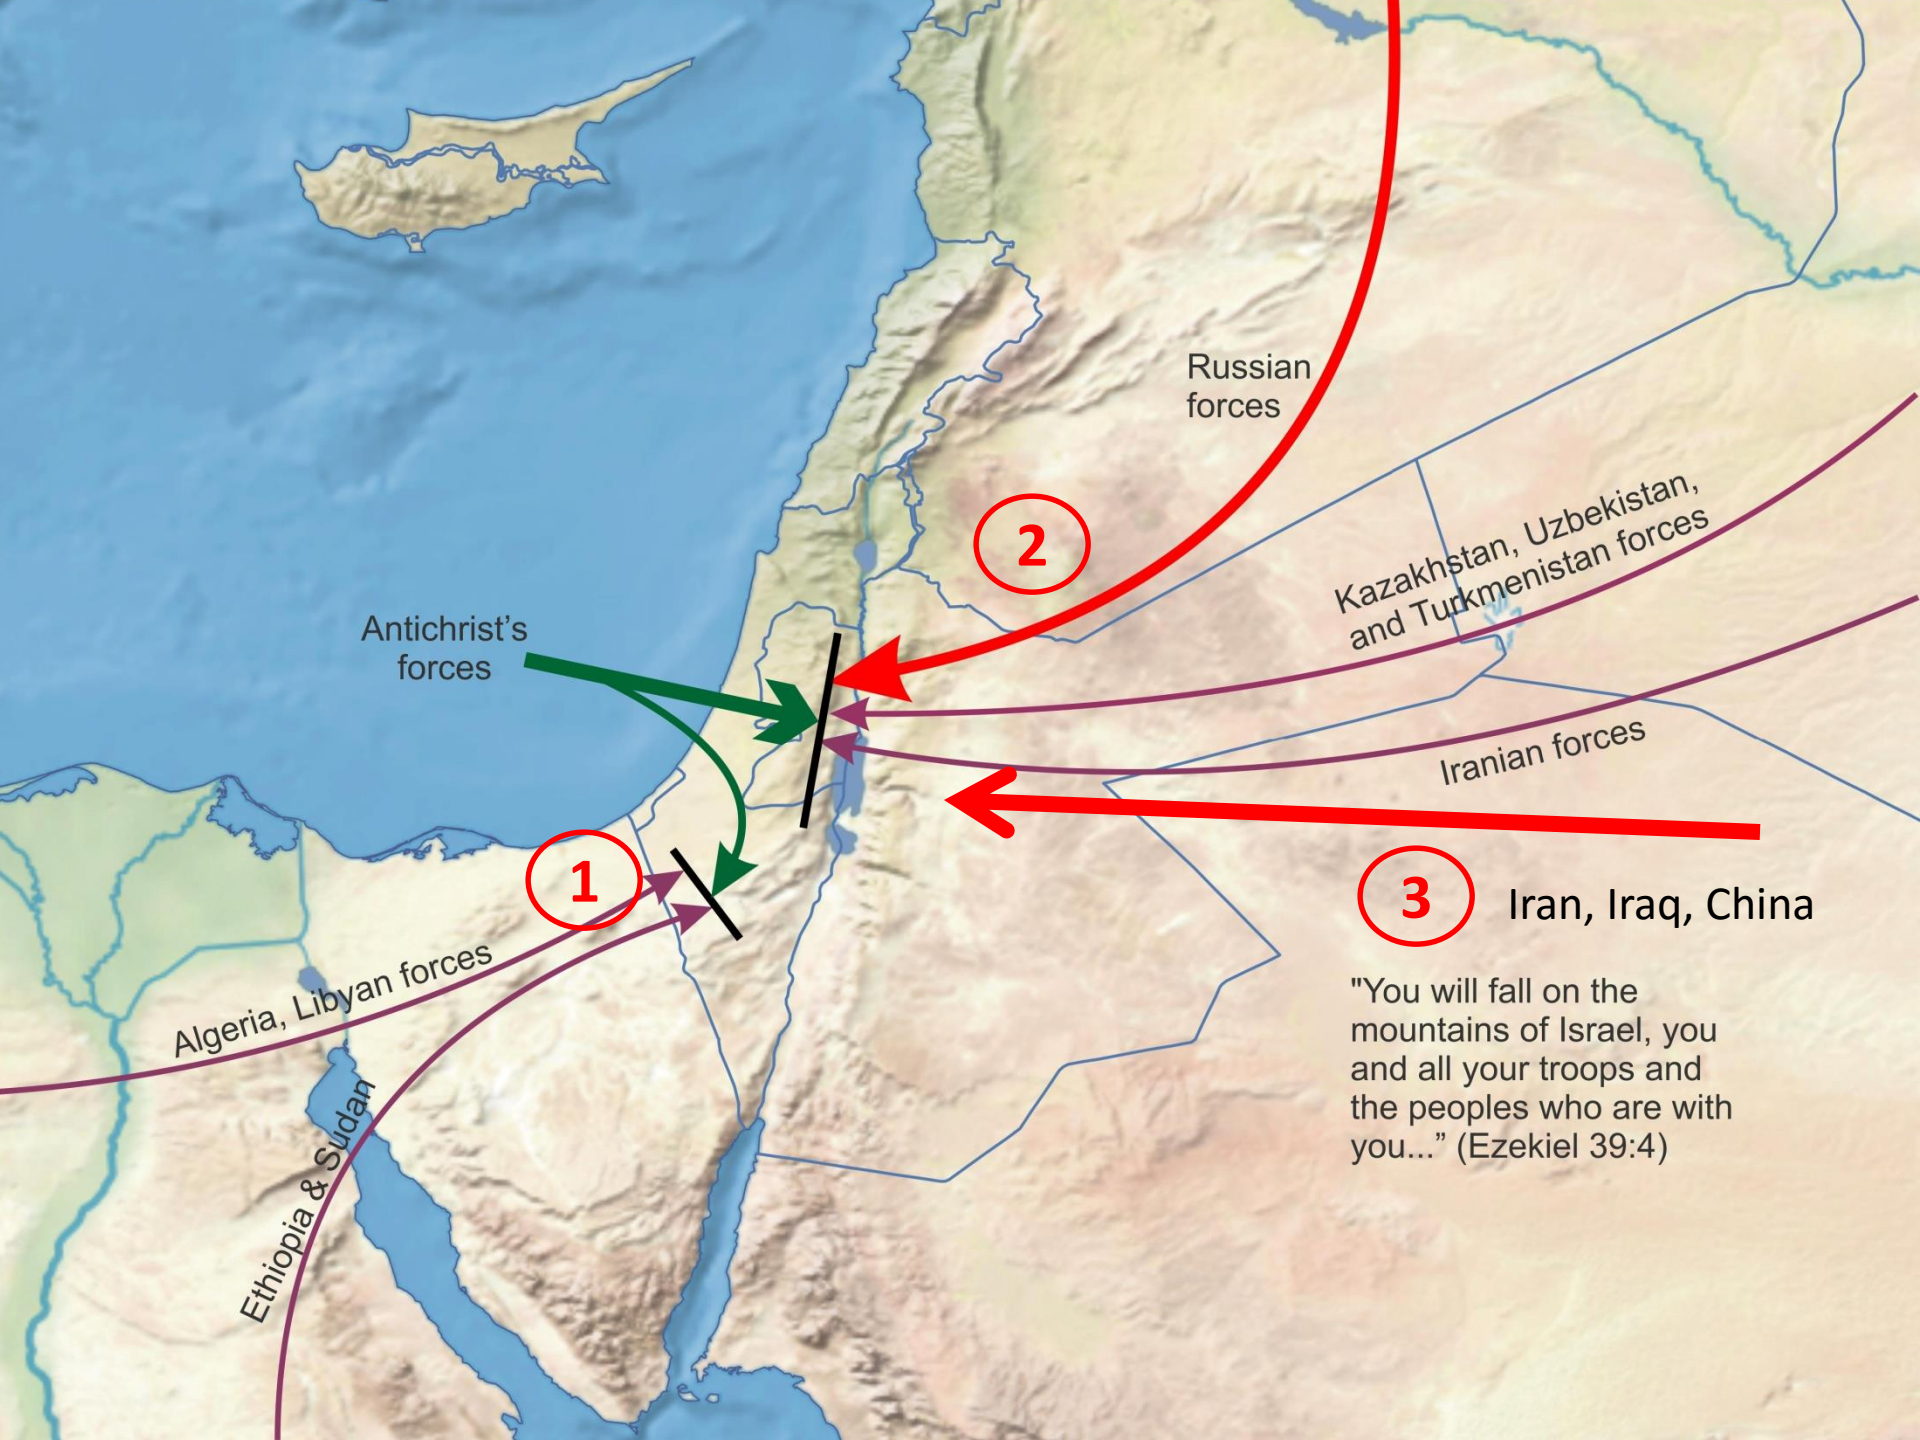 Russian
forces
Kazakhstan, Uzbekistan,
and Turkmenistan forces
2
Antichrist's
forces
Iranian forces
1
3
Iran, Iraq, China
Algeria, Libyan forces
Ethiopia & Sudan
"You will fall on the
mountains of Israel, you
and all your troops and
the peoples who are with
you...” (Ezekiel 39:4)